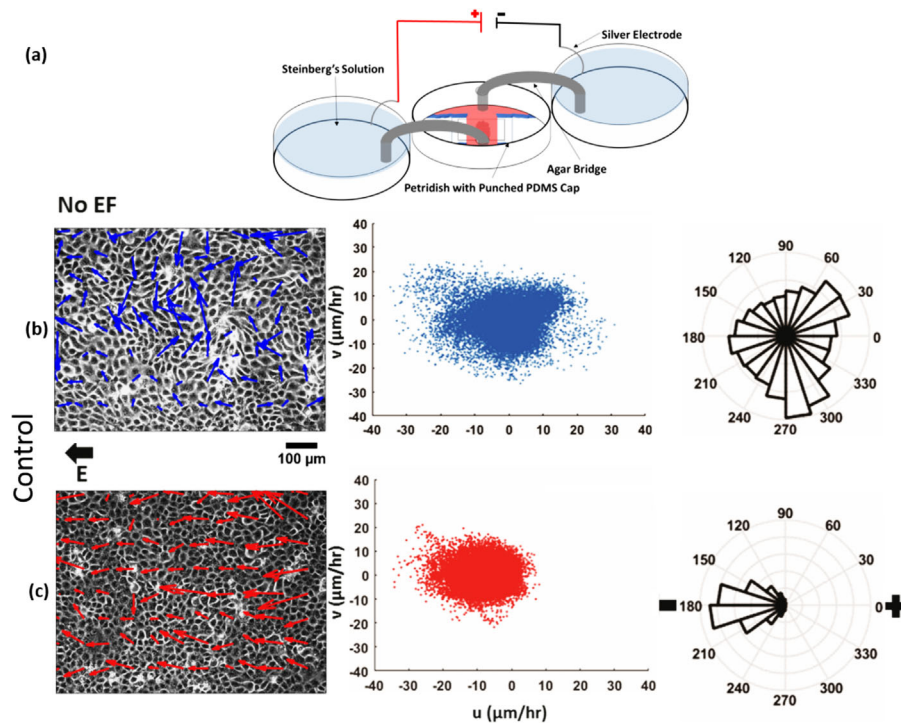 (a)
+ -
Silver Electrode
Steinberg's Solution
Agar Bridge
Petridish with Punched PDMS Cap
No EF
(b)
Control
E
100 µm
40
30
20
10
0
-10
-20
-30
-40
v (µm/hr)
-40 -30 -20 -10 0 10 20 30 40
90
120 60
150 30
180 0
210 330
240 300
270
(c)
40
30
20
10
0
-10
-20
-30
-40
v (µm/hr)
-40 -30 -20 -10 0 10 20 30 40
u (µm/hr)
90
120 60
150 30
- 180 0 +
210 330
240 300
270